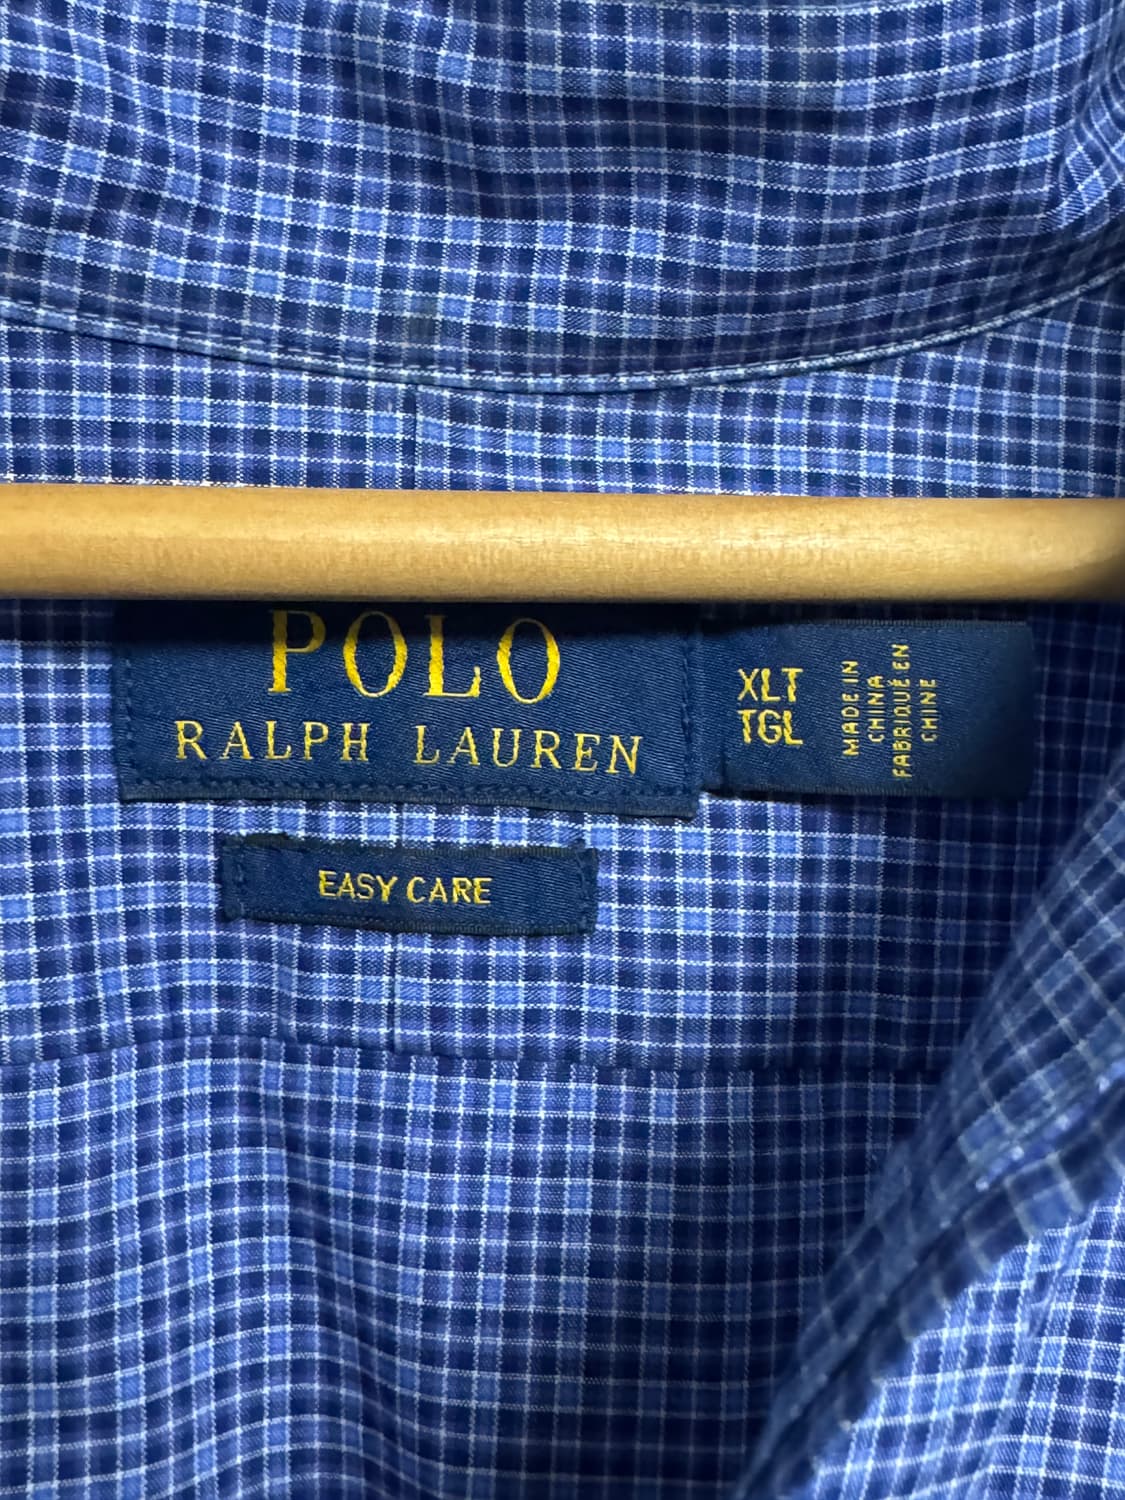 POLO
RALPH LAUREN
XLT
TGL
MADE IN
CHINA
FABRIQUÉ EN
CHINE
EASY CARE